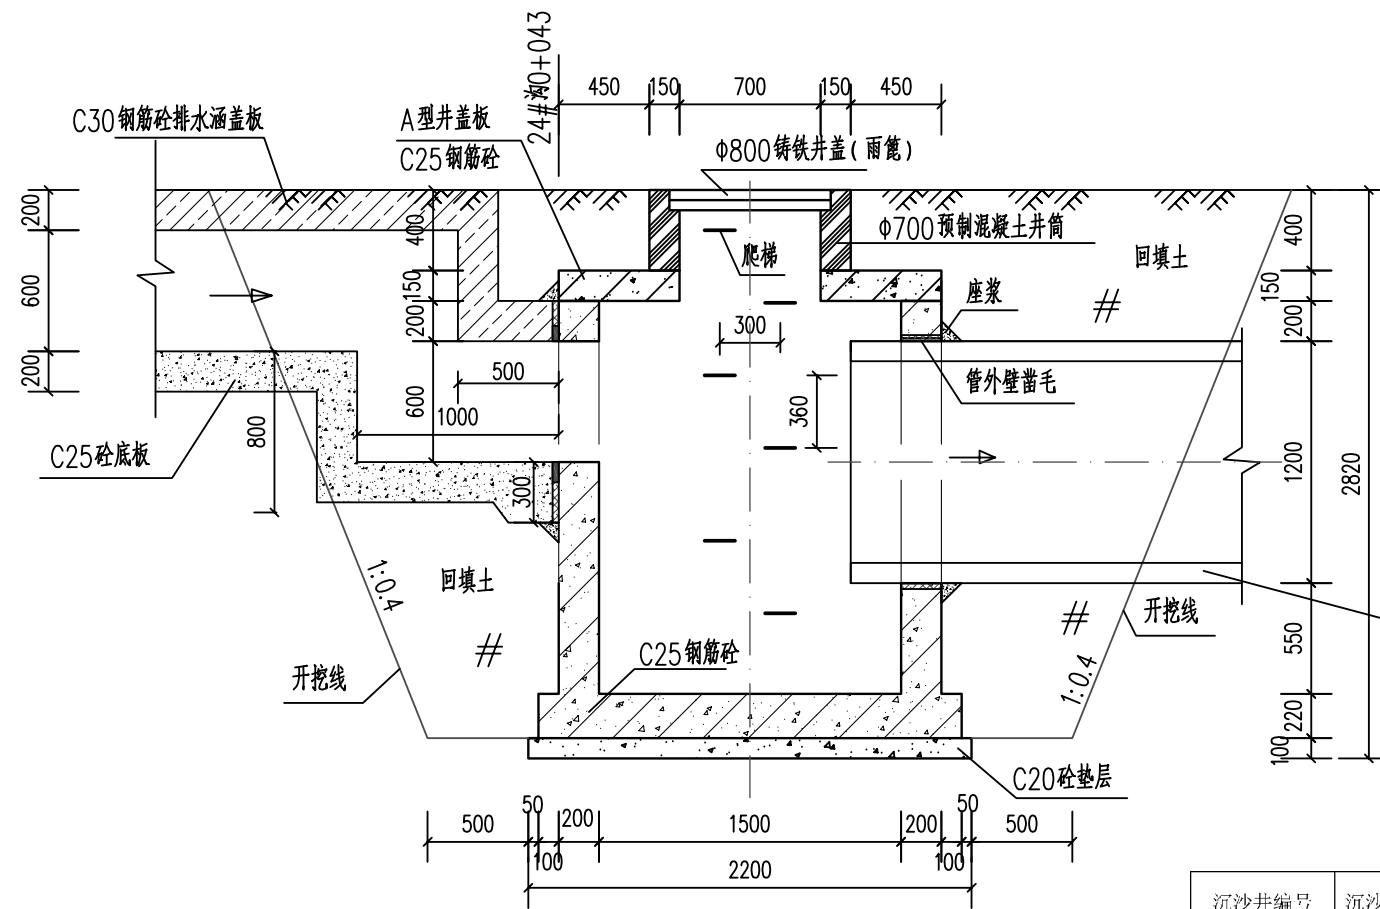 24#沟0+043
450
150
700
150
450
C30钢筋砼排水涵盖板
A型井盖板
C25钢筋砼
Φ800铸铁井盖(雨篦)
200
600
200
400
150
200
600
爬梯
Φ700预制混凝土井筒
回填土
座浆
400
150
200
300
500
1000
360
管外壁凿毛
800
300
C25砼底板
1200
2820
1:0.4
回填土
开挖线
C25钢筋砼
开挖线
1:0.4
550
220
100
C20砼垫层
500
50
100
200
1500
200
100
50
500
2200
沉沙井编号
沉沙